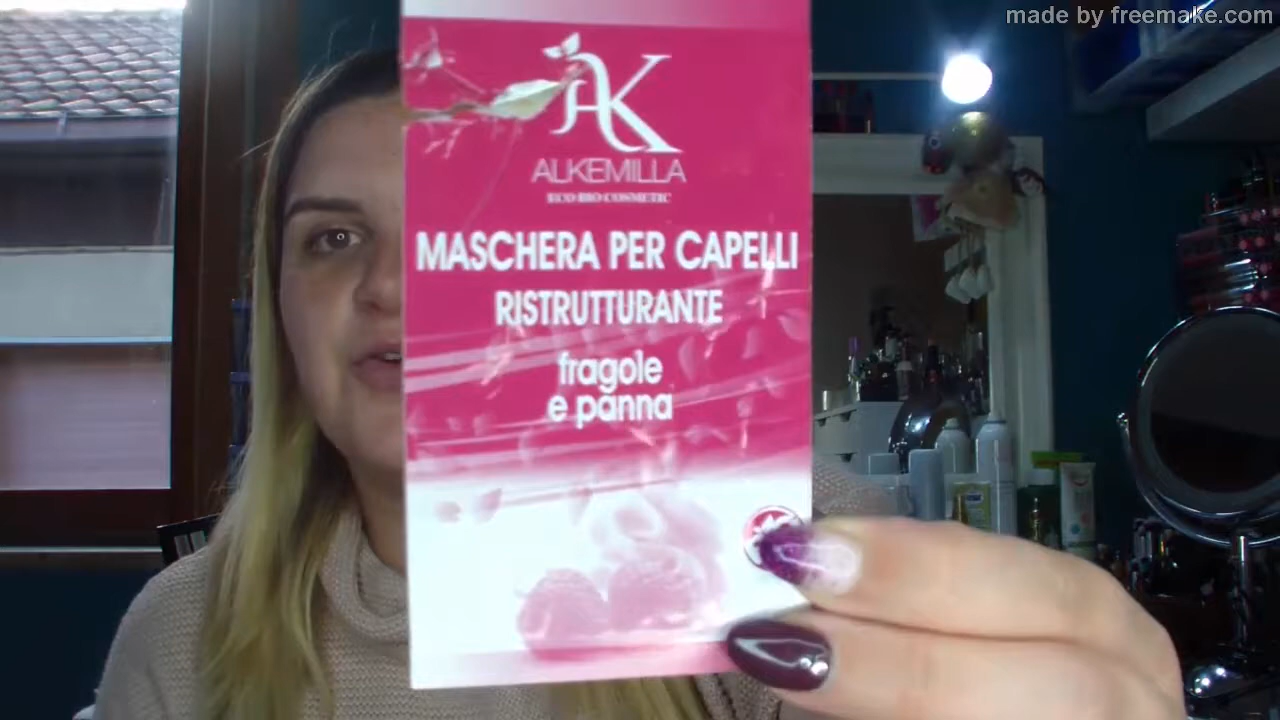 made by freemake.com
AK
ALKEMILLA
ECO BIO COSMETIC
MASCHERA PER CAPELLI
RISTRUTTURANTE
fragole
e panna